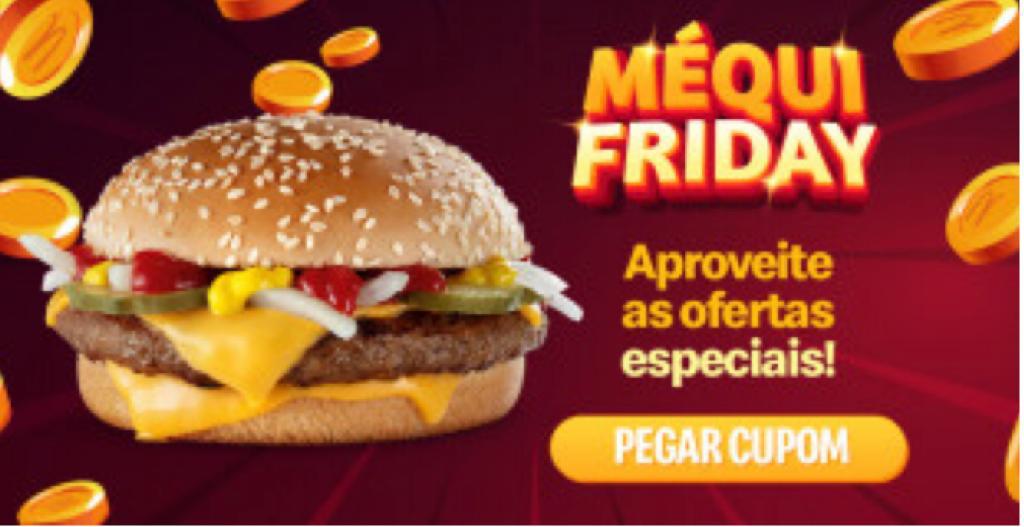 MÉQUI
FRIDAY
Aproveite
as ofertas
especiais!
PEGAR CUPOM